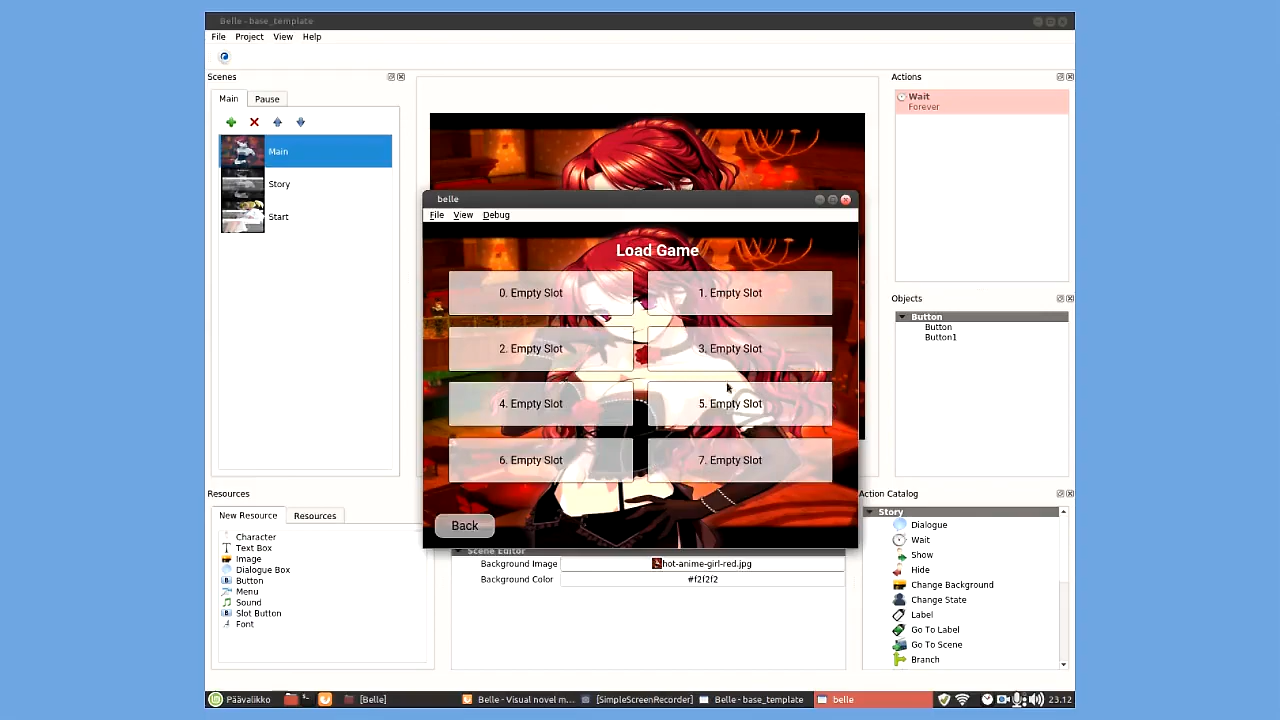 Belle - base_template
File Project View Help
Scenes
Main Pause
Main
Story
Start
Actions
Wait
Forever
Objects
Button
Button
Button1
belle
File View Debug
Load Game
0. Empty Slot 1. Empty Slot
2. Empty Slot 3. Empty Slot
4. Empty Slot 5. Empty Slot
6. Empty Slot 7. Empty Slot
Back
Resources
New Resource Resources
Character
Text Box
Image
Dialogue Box
Button
Menu
Sound
Slot Button
Font
Scene Editor
Background Image hot-anime-girl-red.jpg
Background Color #f2f2f2
Action Catalog
Story
Dialogue
Wait
Show
Hide
Change Background
Change State
Label
Go To Label
Go To Scene
Branch
Päävalikko [Belle] Belle - Visual novel m... [SimpleScreenRecorder] Belle - base_template belle 23.12